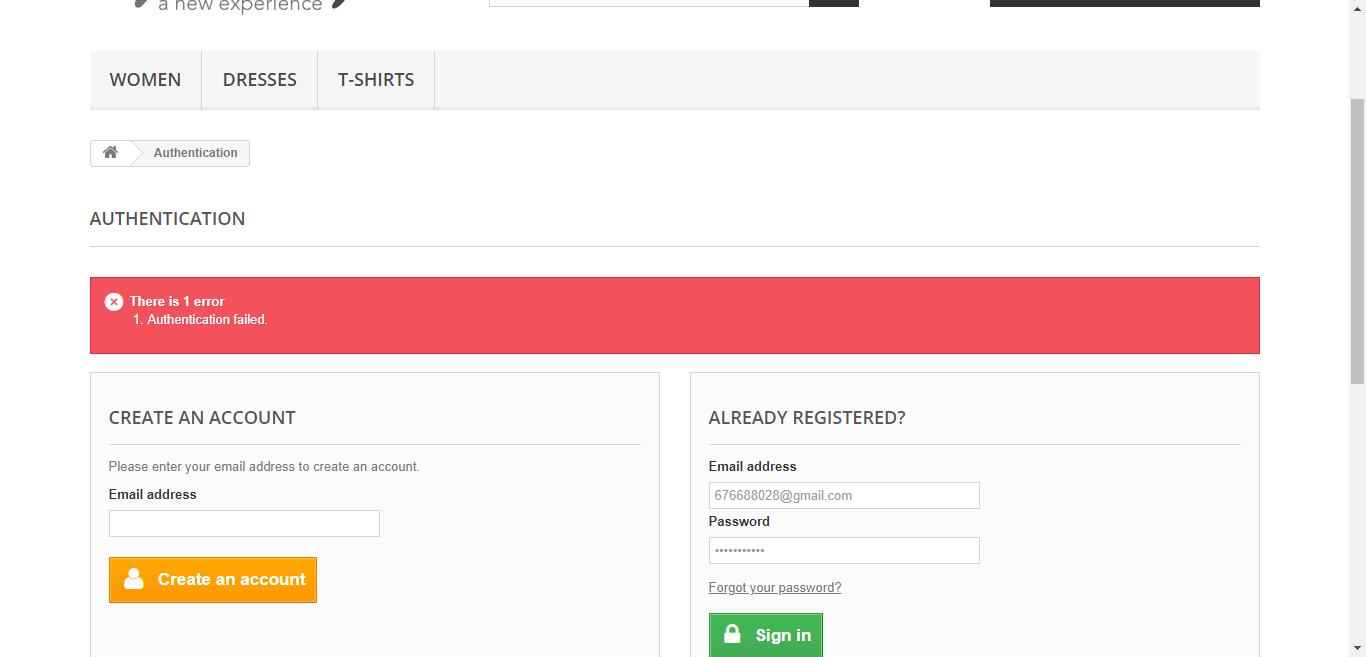 a new experience
WOMEN
DRESSES
T-SHIRTS
Authentication
AUTHENTICATION
There is 1 error
1. Authentication failed.
CREATE AN ACCOUNT
Please enter your email address to create an account.
Email address
Create an account
ALREADY REGISTERED?
Email address
676688028@gmail.com
Password
•••••••••••
Forgot your password?
Sign in